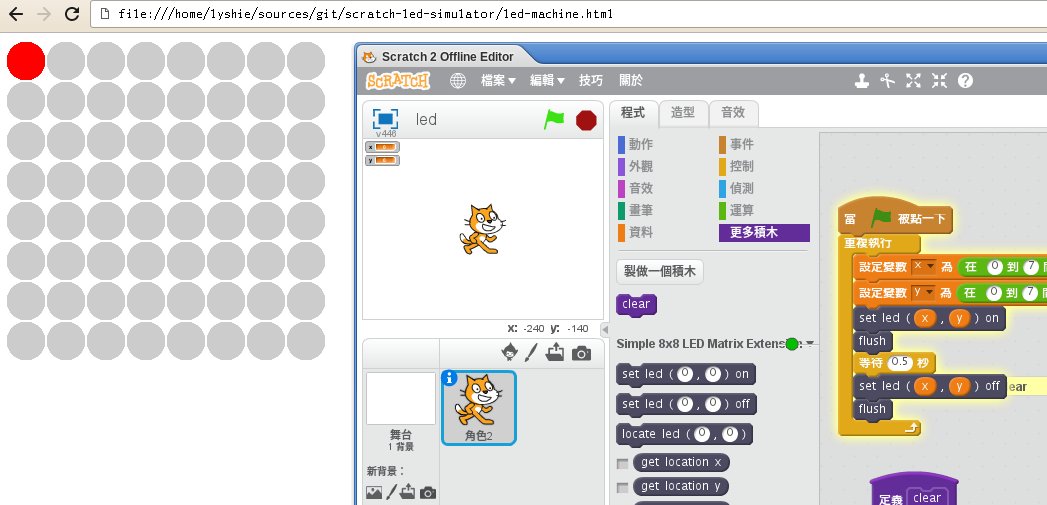 file:///home/lyshie/sources/git/scratch-led-simulator/led-machine.html
Scratch 2 Offline Editor
SCRATCH 檔案 編輯 技巧 關於
led
v446
x
y
x: -240 y: -140
舞台
1 背景
角色2
新背景：
程式 造型 音效
動作 事件
外觀 控制
音效 偵測
畫筆 運算
資料 更多積木
製做一個積木
clear
Simple 8x8 LED Matrix Extension
set led ( 0 , 0 ) on
set led ( 0 , 0 ) off
locate led ( 0 , 0 )
get location x
get location y
當 被點一下
重複執行
設定變數 x 為 在 0 到 7
設定變數 y 為 在 0 到 7
set led ( x , y ) on
flush
等待 0.5 秒
set led ( x , y ) off
ear
flush
定義 clear